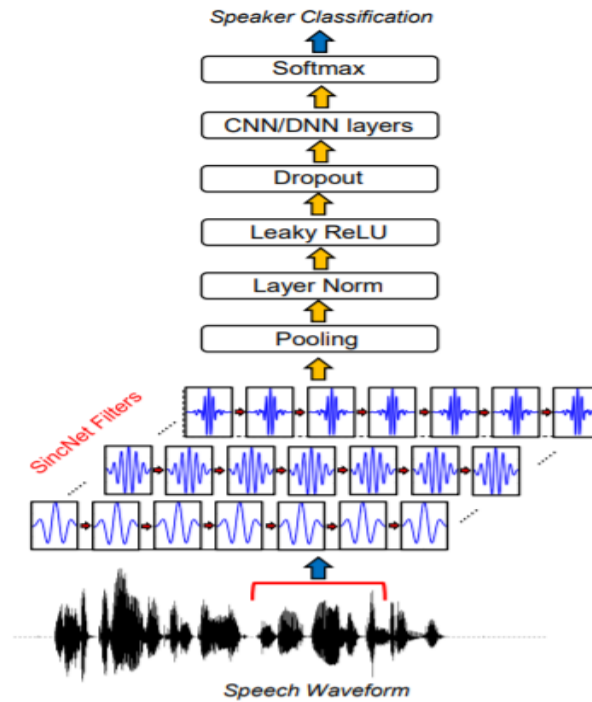 Speaker Classification
Softmax
CNN/DNN layers
Dropout
Leaky ReLU
Layer Norm
Pooling
SincNet Filters
Speech Waveform